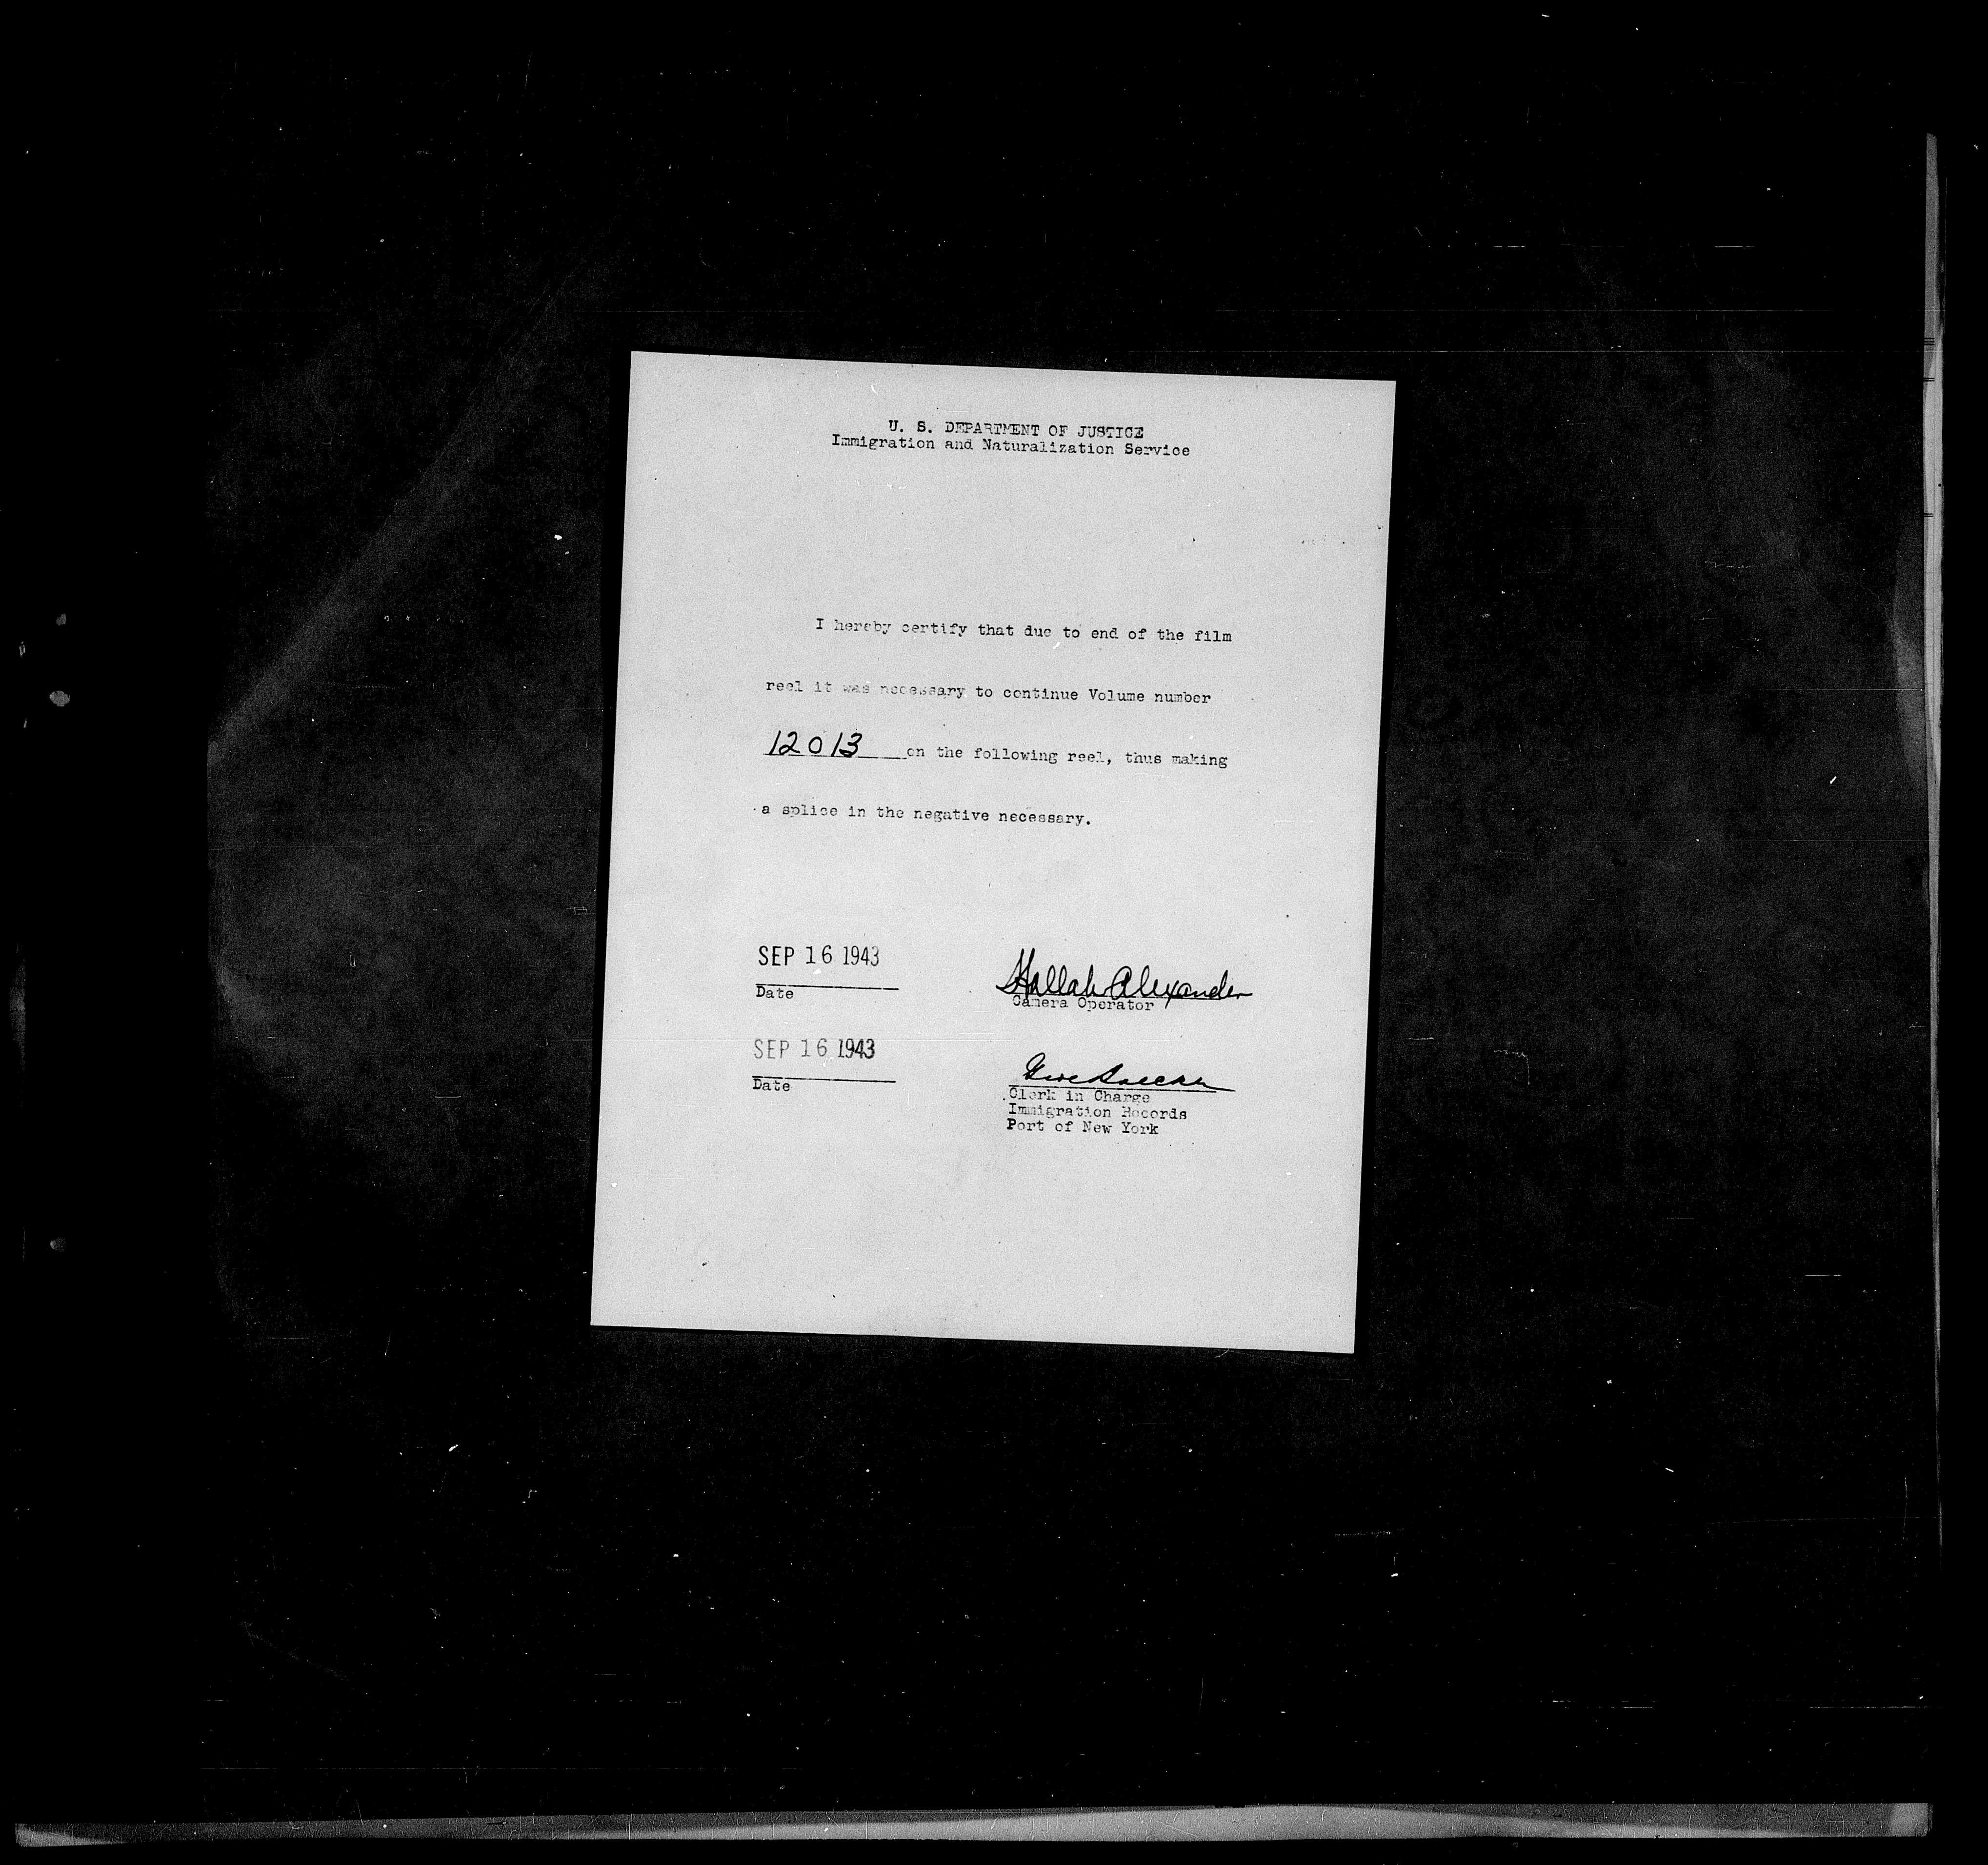 U. S. DEPARTMENT OF JUSTICE
Immigration and Naturalization Service
I hereby certify that due to end of the film
reel it was necessary to continue Volume number
12013 on the following reel, thus making
a splice in the negative necessary.
SEP 16 1943
Date
Hallah Alexander
Camera Operator
SEP 16 1943
Date
Clerk in Charge
Immigration Records
Port of New York